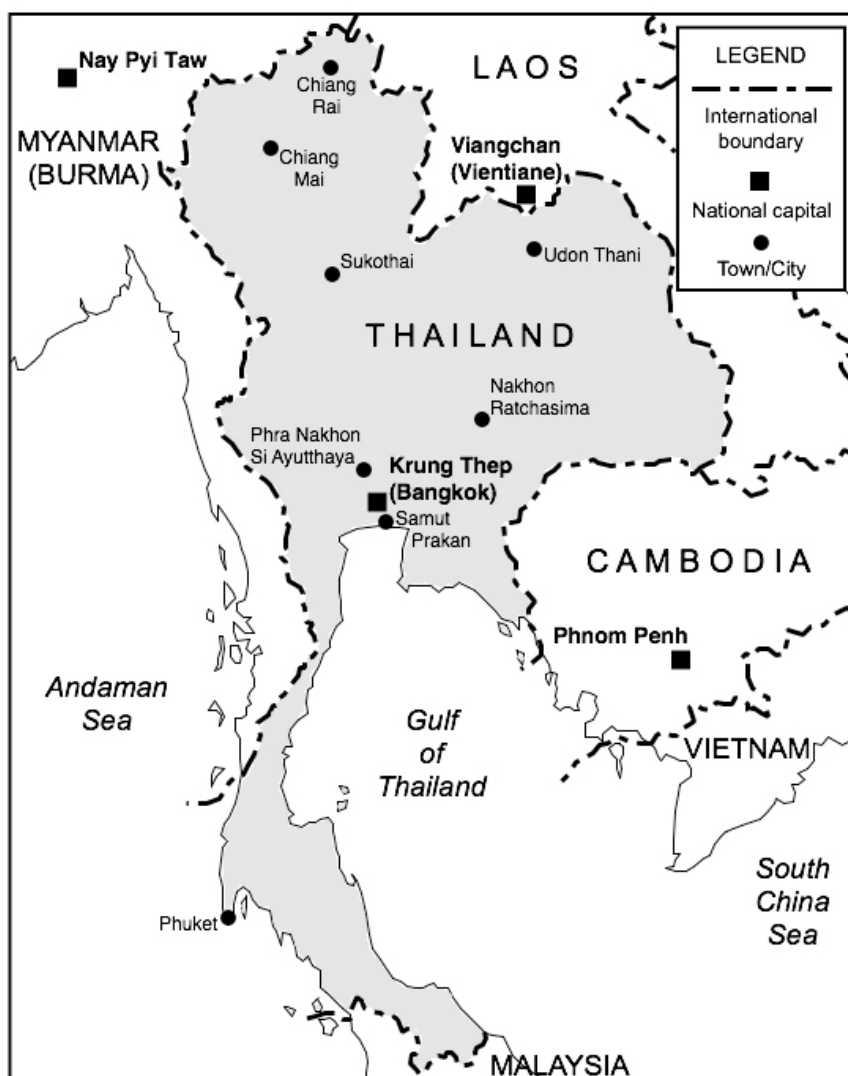 Nay Pyi Taw
MYANMAR
(BURMA)
Chiang
Rai
Chiang
Mai
LAOS
Viangchan
(Vientiane)
LEGEND
International
boundary
National capital
Town/City
Sukothai
Udon Thani
THAILAND
Nakhon
Ratchasima
Phra Nakhon
Si Ayutthaya
Krung Thep
(Bangkok)
Samut
Prakan
CAMBODIA
Phnom Penh
Andaman
Sea
Gulf
of
Thailand
VIETNAM
South
China
Sea
Phuket
MALAYSIA